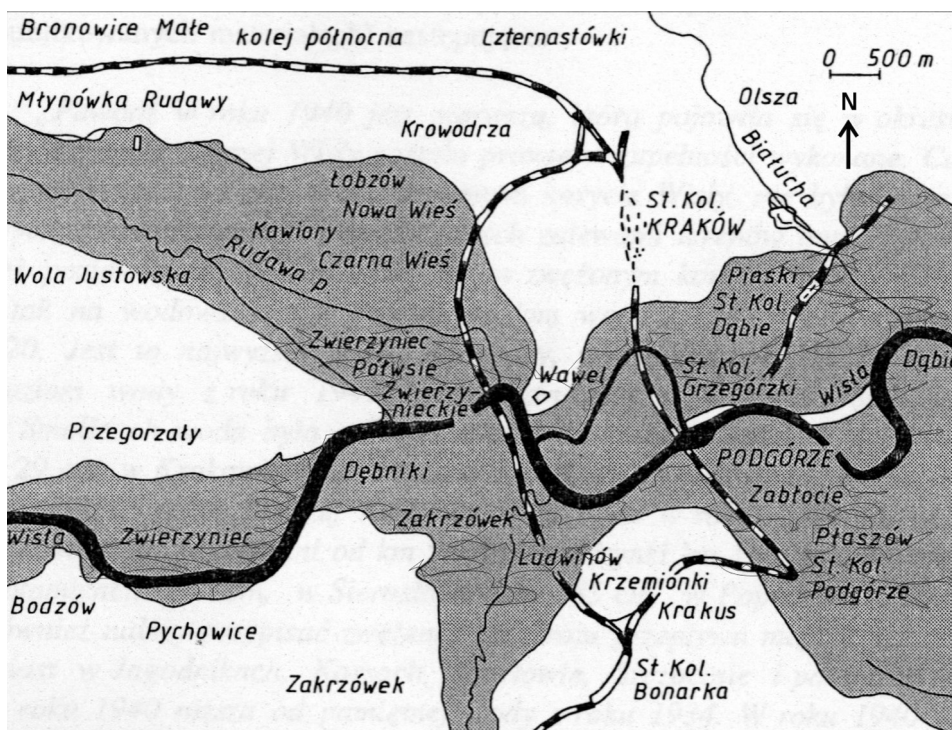 Bronowice Małe
kolej północna
Czternastówki
0 500 m
Młynówka Rudawy
Olsza
N
Krowodrza
Białucha
Łobzów
St. Kol.
KRAKÓW
Nowa Wieś
Kawiory
Rudawa p.
Czarna Wieś
Wola Justowska
Piaski
St. Kol.
Dąbie
Zwierzyniec
Półwsie
Zwierzy-
nieckie
Wawel
St. Kol.
Grzegórzki
Wisła
Dąbie
Przegorzały
Dębniki
PODGÓRZE
Zabłocie
Zakrzówek
Wisła
Zwierzyniec
Płaszów
St. Kol.
Podgórze
Ludwinów
Krzemionki
Krakus
Bodzów
Pychowice
Zakrzówek
St. Kol.
Bonarka